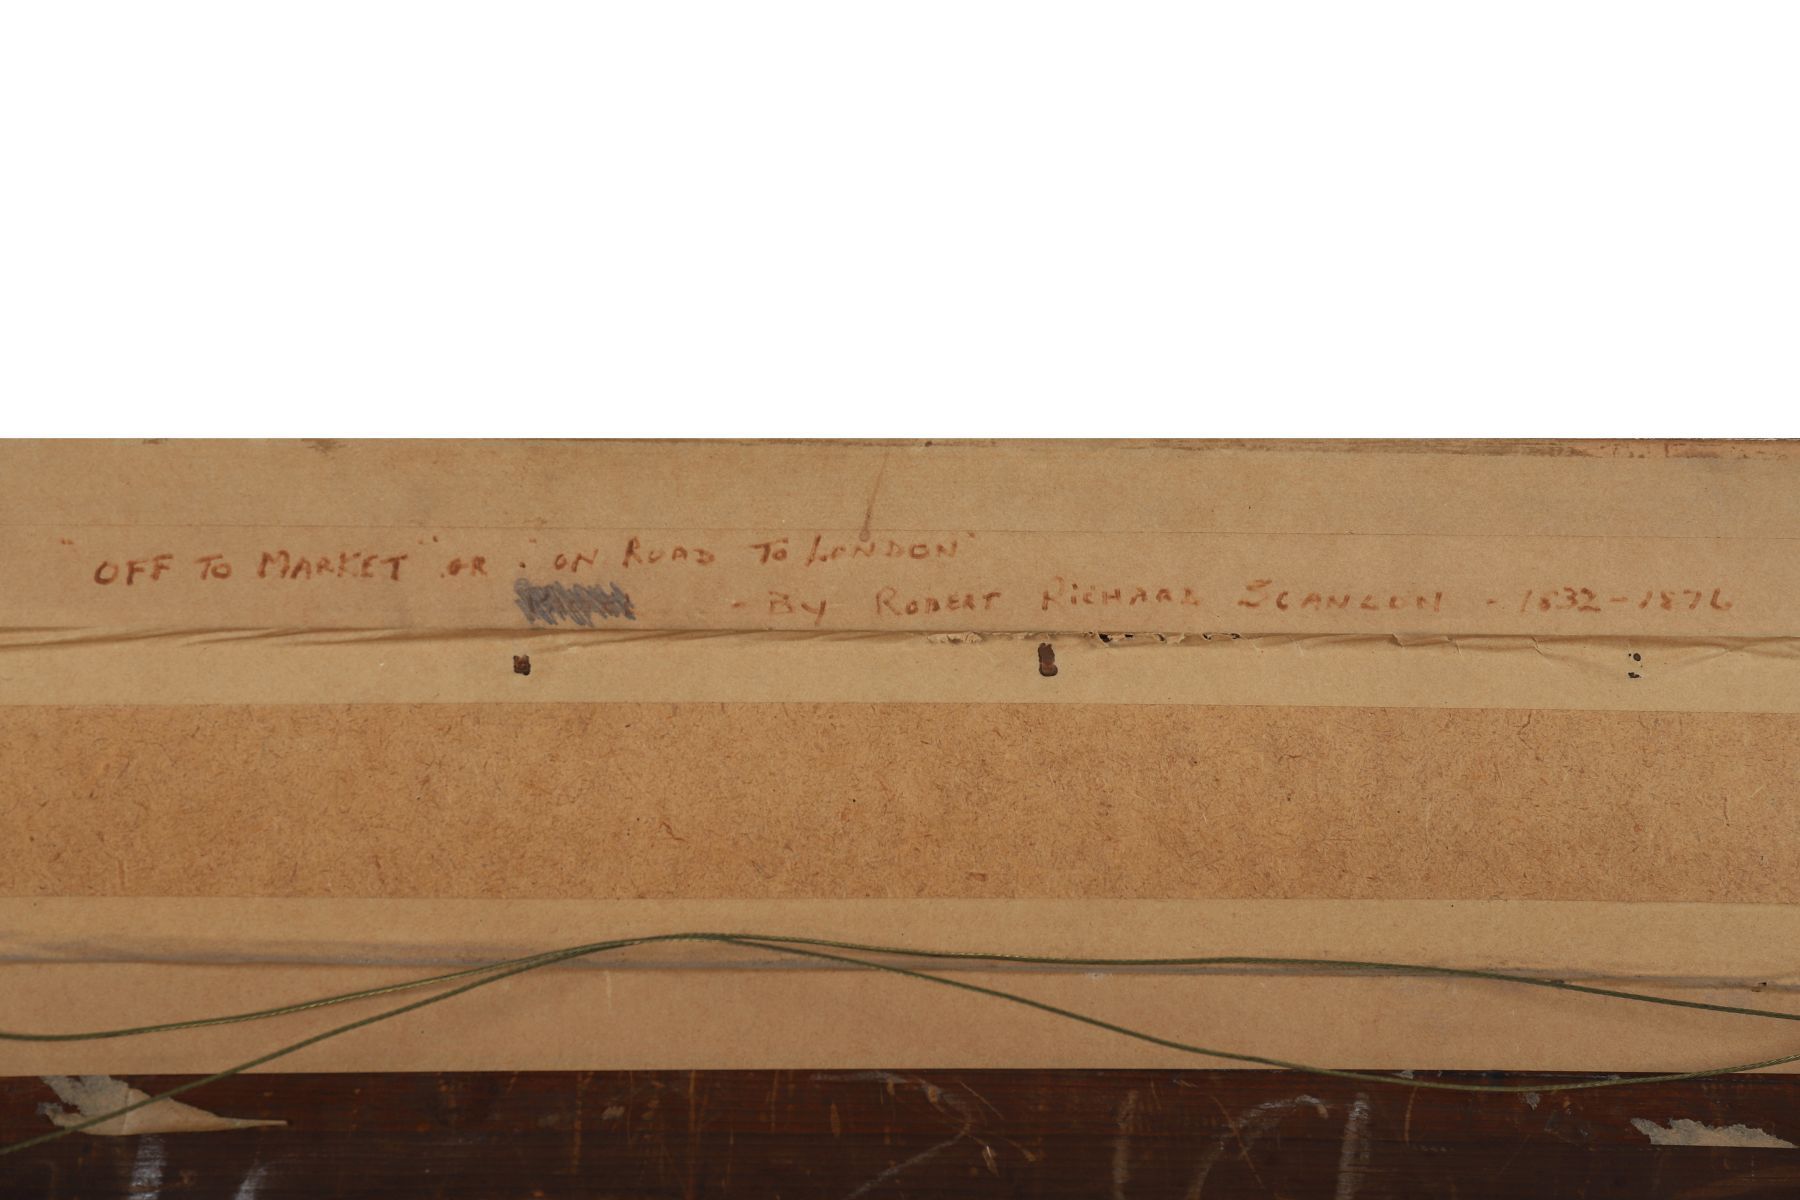 "OFF TO MARKET" OR "ON ROAD TO LONDON"
- BY ROBERT RICHARD SCANLON - 1832-1876